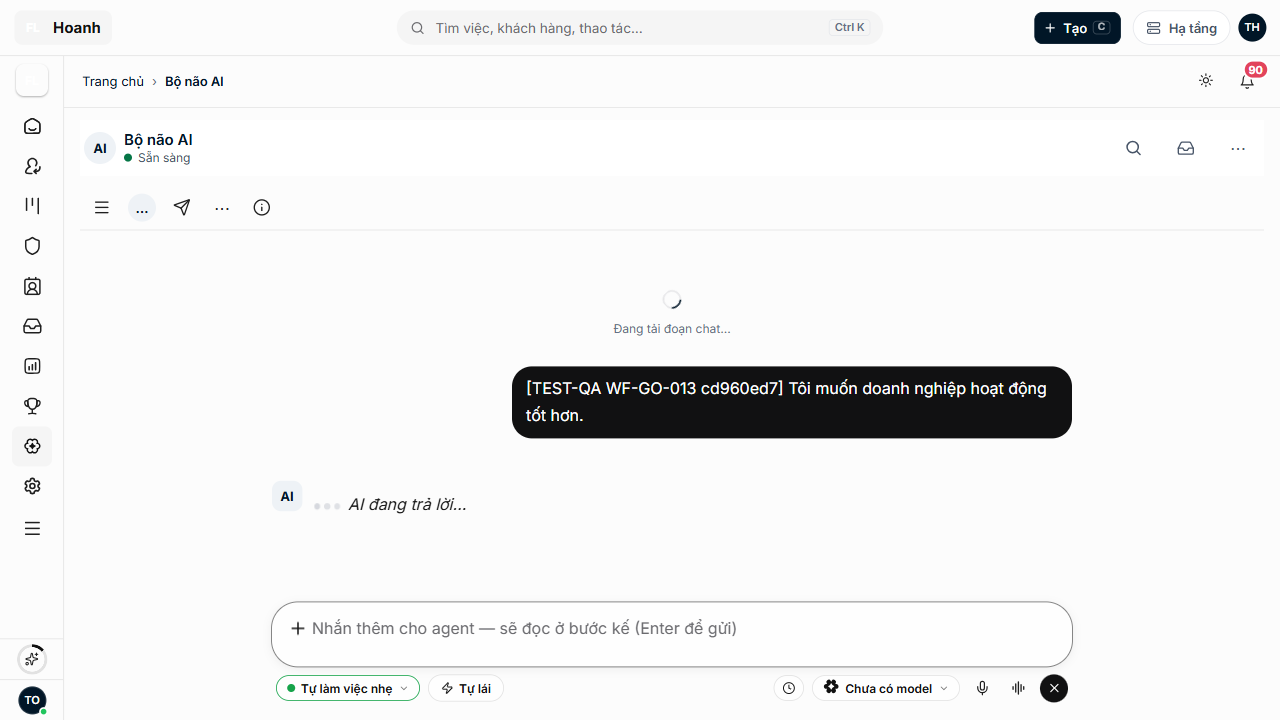 Hoanh
Tìm việc, khách hàng, thao tác...
Ctrl K
+ Tạo C
Hạ tầng
TH
Trang chủ › Bộ não AI
90
AI
Bộ não AI
Sẵn sàng
...
Đang tải đoạn chat...
[TEST-QA WF-GO-013 cd960ed7] Tôi muốn doanh nghiệp hoạt động
tốt hơn.
AI
AI đang trả lời...
Nhắn thêm cho agent — sẽ đọc ở bước kế (Enter để gửi)
Tự làm việc nhẹ
Tự lái
Chưa có model
TO